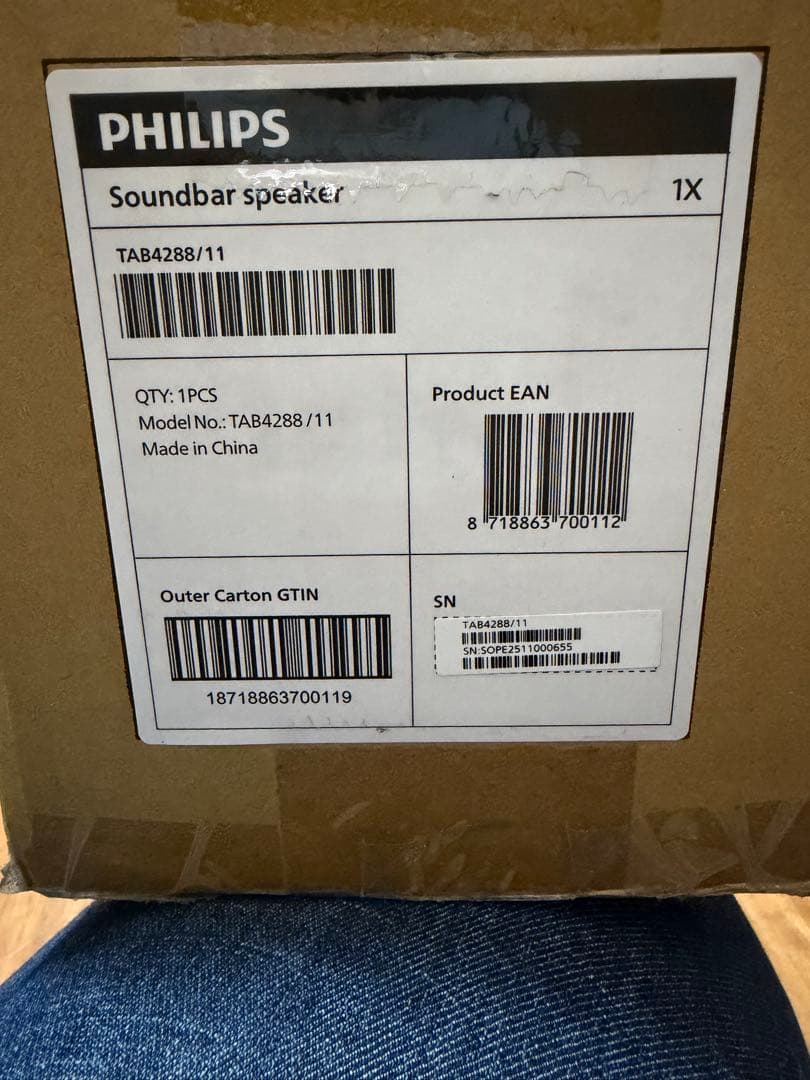 PHILIPS
Soundbar speaker
1X
TAB4288/11
QTY: 1PCS
Model No.: TAB4288/11
Made in China
Product EAN
8 718863 700112
Outer Carton GTIN
18718863700119
SN
TAB4288/11
SN:SOPE2511000655